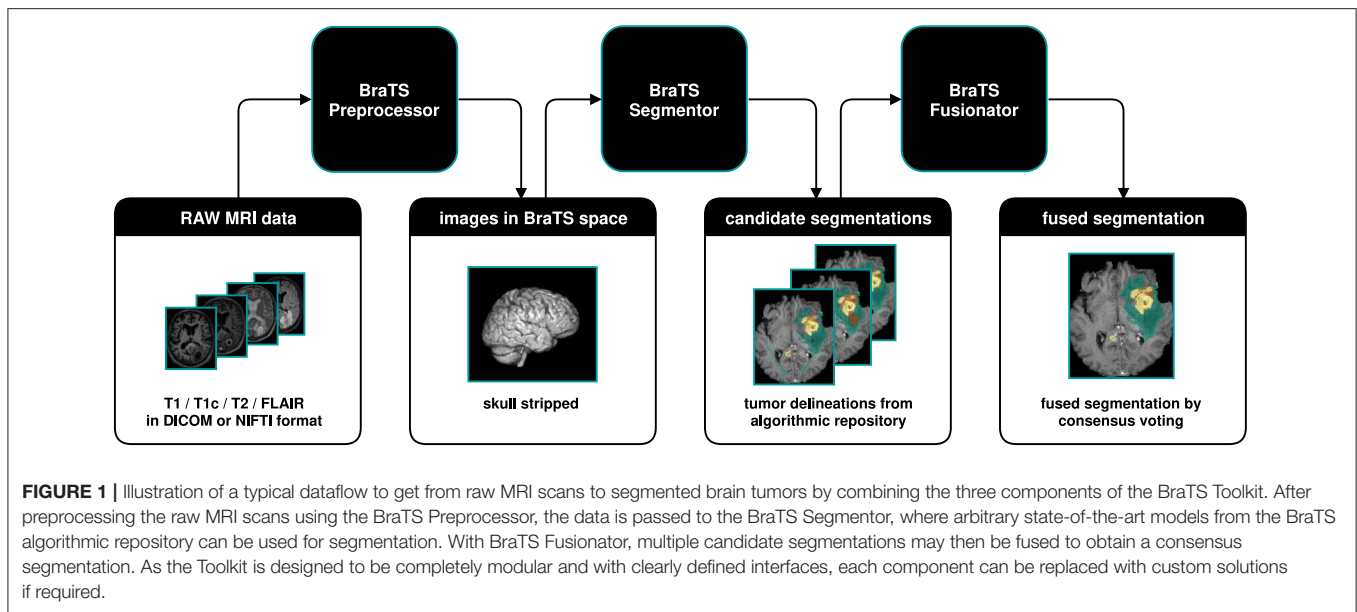 BraTS
Preprocessor
BraTS
Segmentor
BraTS
Fusionator
RAW MRI data
T1 / T1c / T2 / FLAIR
in DICOM or NIFTI format
images in BraTS space
skull stripped
candidate segmentations
tumor delineations from
algorithmic repository
fused segmentation
fused segmentation by
consensus voting
FIGURE 1 | Illustration of a typical dataflow to get from raw MRI scans to segmented brain tumors by combining the three components of the BraTS Toolkit. After
preprocessing the raw MRI scans using the BraTS Preprocessor, the data is passed to the BraTS Segmentor, where arbitrary state-of-the-art models from the BraTS
algorithmic repository can be used for segmentation. With BraTS Fusionator, multiple candidate segmentations may then be fused to obtain a consensus
segmentation. As the Toolkit is designed to be completely modular and with clearly defined interfaces, each component can be replaced with custom solutions
if required.